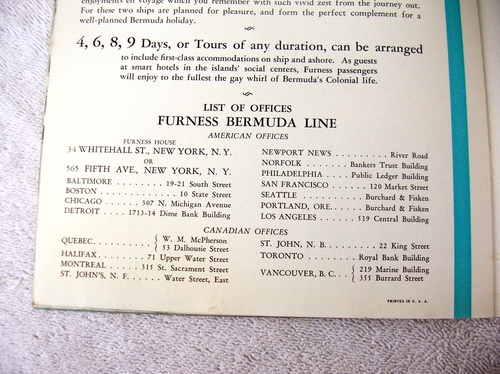 enjoyments en voyage which you remember with such vivid zest from the journey out.
For these two ships are planned for pleasure, and form the perfect complement for a
well-planned Bermuda holiday.
4, 6, 8, 9 Days, or Tours of any duration, can be arranged
to include first-class accommodations on ship and ashore. As guests
at smart hotels in the islands' social centers, Furness passengers
will enjoy to the fullest the gay whirl of Bermuda's Colonial life.
LIST OF OFFICES
FURNESS BERMUDA LINE
AMERICAN OFFICES
FURNESS HOUSE
34 WHITEHALL ST., NEW YORK, N. Y.
OR
565 FIFTH AVE., NEW YORK, N. Y.
BALTIMORE . . . . . . . . 19-21 South Street
BOSTON . . . . . . . . . . . 10 State Street
CHICAGO . . . . . 307 N. Michigan Avenue
DETROIT . . . . 1713-14 Dime Bank Building
NEWPORT NEWS . . . . . . . . . River Road
NORFOLK . . . . . . . Bankers Trust Building
PHILADELPHIA . . . . Public Ledger Building
SAN FRANCISCO . . . . . . . 120 Market Street
SEATTLE . . . . . . . . . . Burchard & Fisken
PORTLAND, ORE. . . . . . . Burchard & Fisken
LOS ANGELES . . . . . . 519 Central Building
CANADIAN OFFICES
QUEBEC. . . . . . . . . . { W. M. McPherson
53 Dalhousie Street
HALIFAX . . . . . . . . . 71 Upper Water Street
MONTREAL . . . . . 315 St. Sacrament Street
ST. JOHN'S, N. F. . . . . . Water Street, East
ST. JOHN, N. B. . . . . . . . . . 22 King Street
TORONTO . . . . . . . . . Royal Bank Building
VANCOUVER, B. C. . . { 219 Marine Building
355 Burrard Street
PRINTED IN U. S. A.